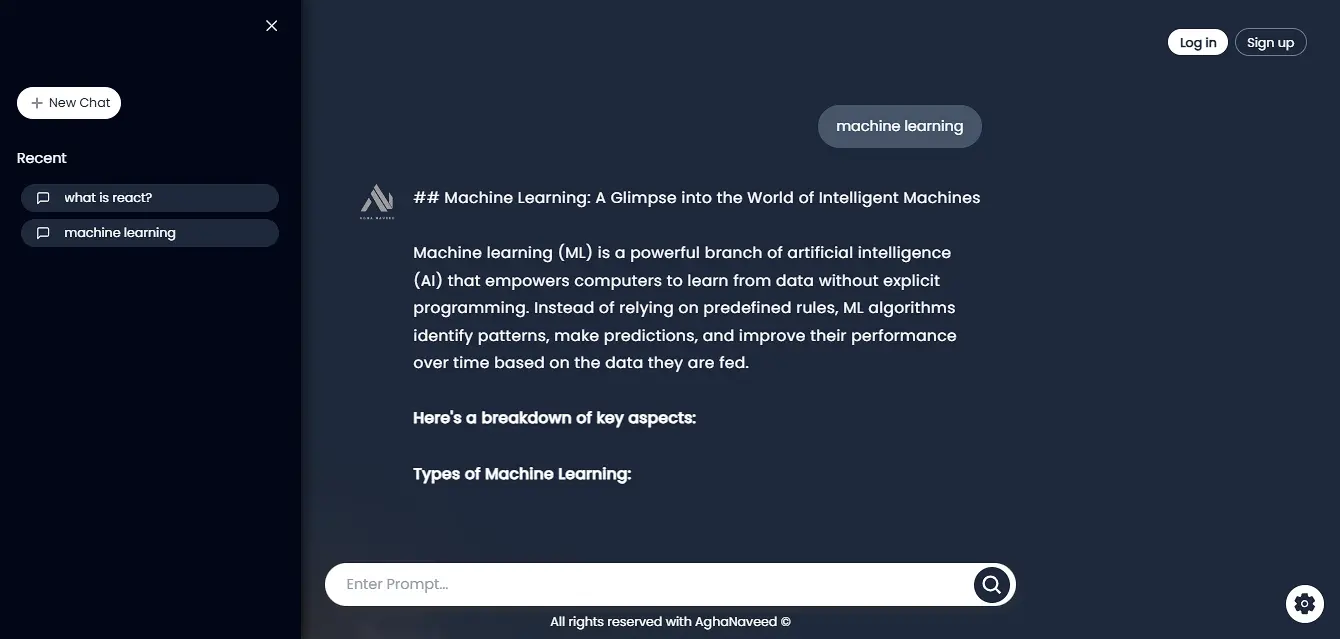 New Chat
Recent
what is react?
machine learning
Log in
Sign up
machine learning
AGHA NAVEED
## Machine Learning: A Glimpse into the World of Intelligent Machines
Machine learning (ML) is a powerful branch of artificial intelligence
(AI) that empowers computers to learn from data without explicit
programming. Instead of relying on predefined rules, ML algorithms
identify patterns, make predictions, and improve their performance
over time based on the data they are fed.
Here's a breakdown of key aspects:
Types of Machine Learning:
Enter Prompt...
All rights reserved with AghaNaveed ©